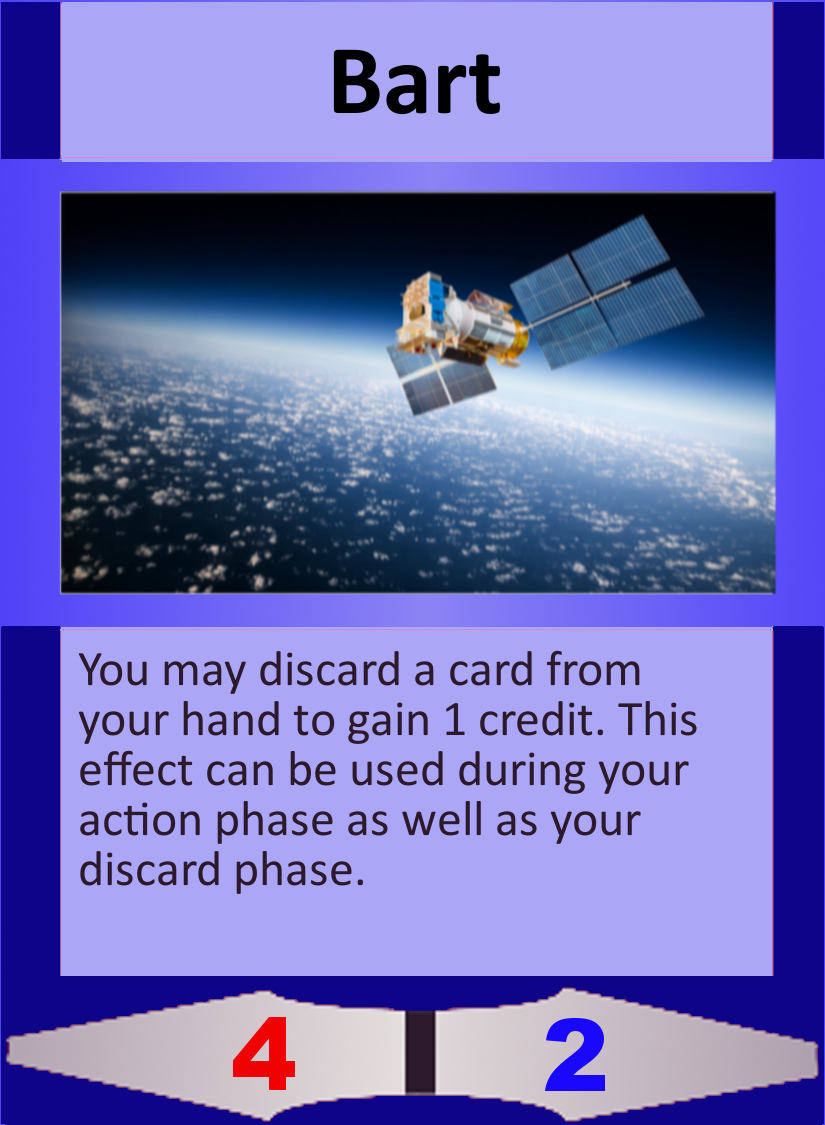 Bart
You may discard a card from
your hand to gain 1 credit. This
effect can be used during your
action phase as well as your
discard phase.
4 2